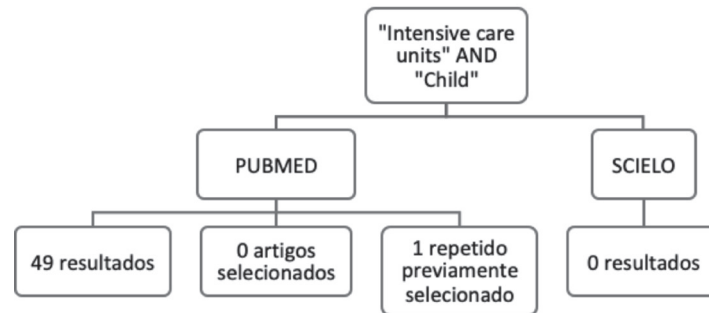 "Intensive care
units" AND
"Child"
PUBMED
SCIELO
49 resultados
0 artigos
selecionados
1 repetido
previamente
selecionado
0 resultados